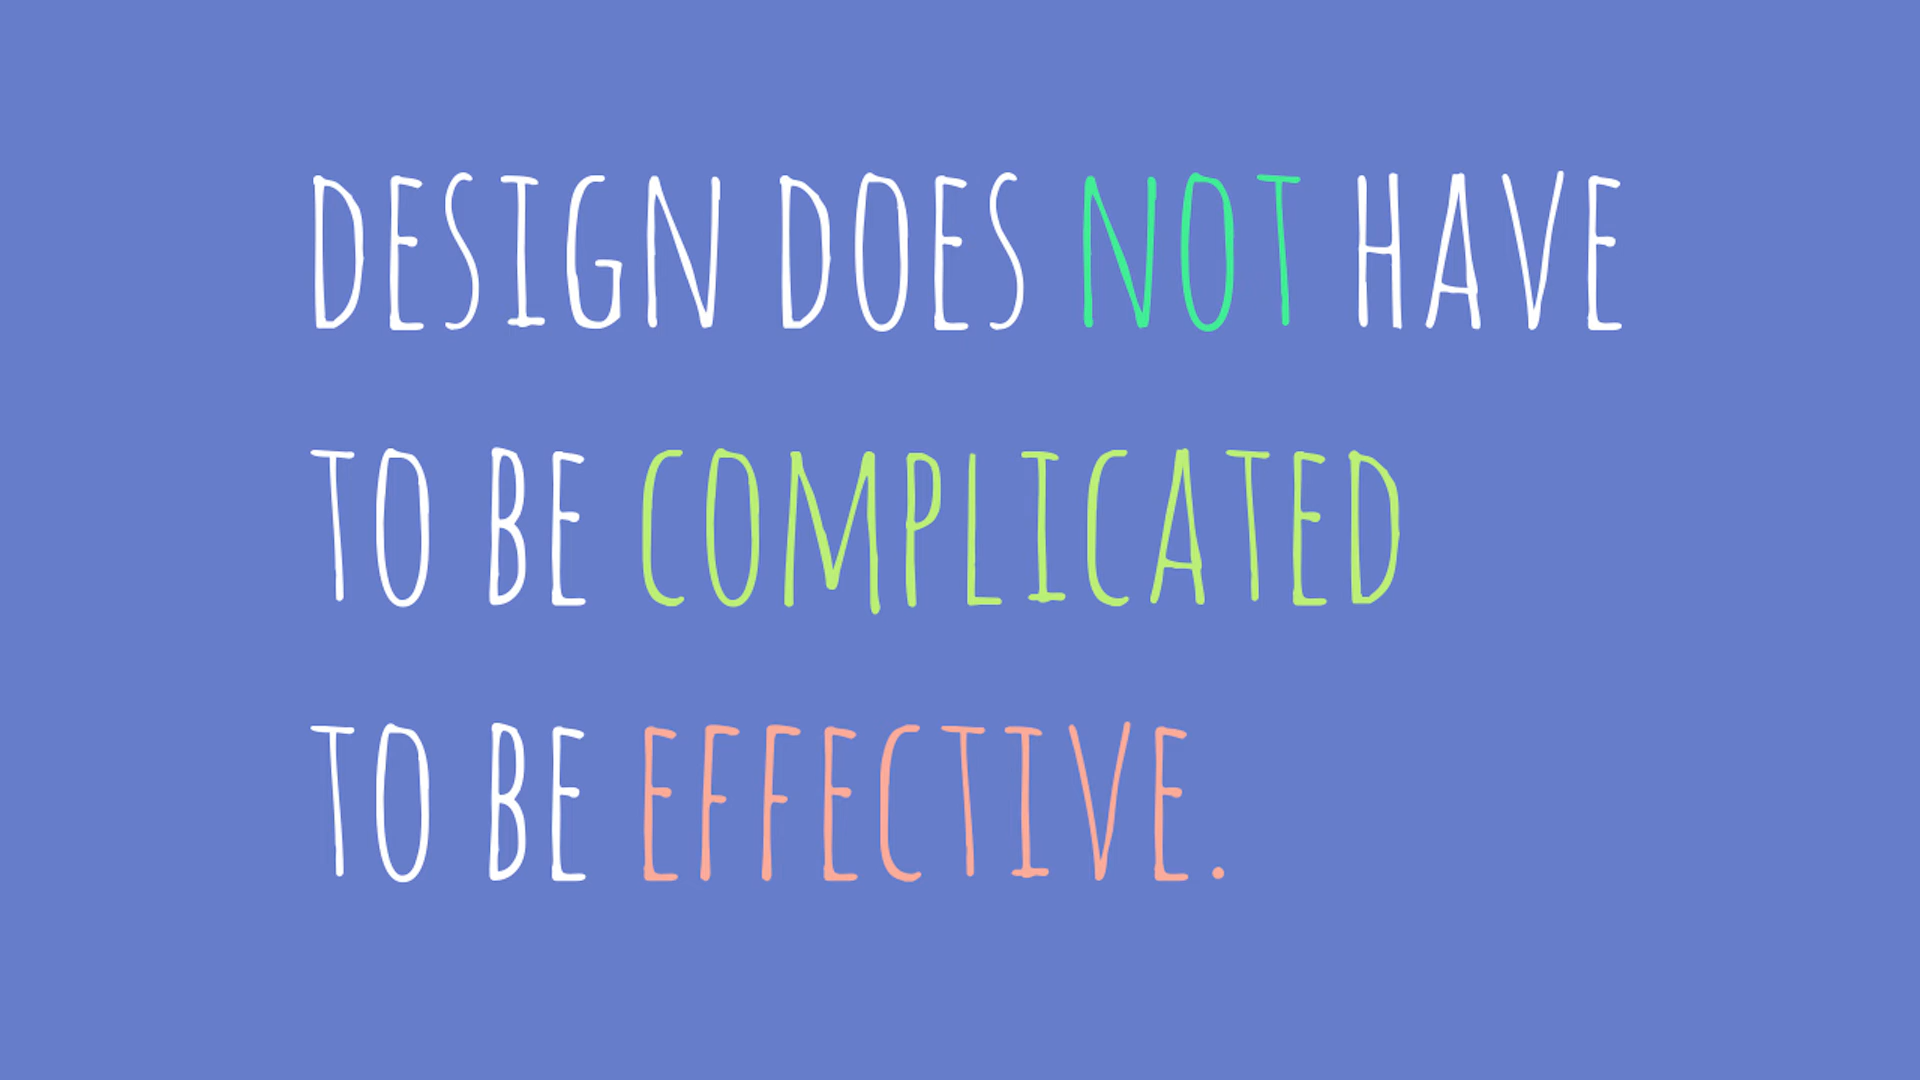 DESIGN DOES NOT HAVE
TO BE COMPLICATED
TO BE EFFECTIVE.